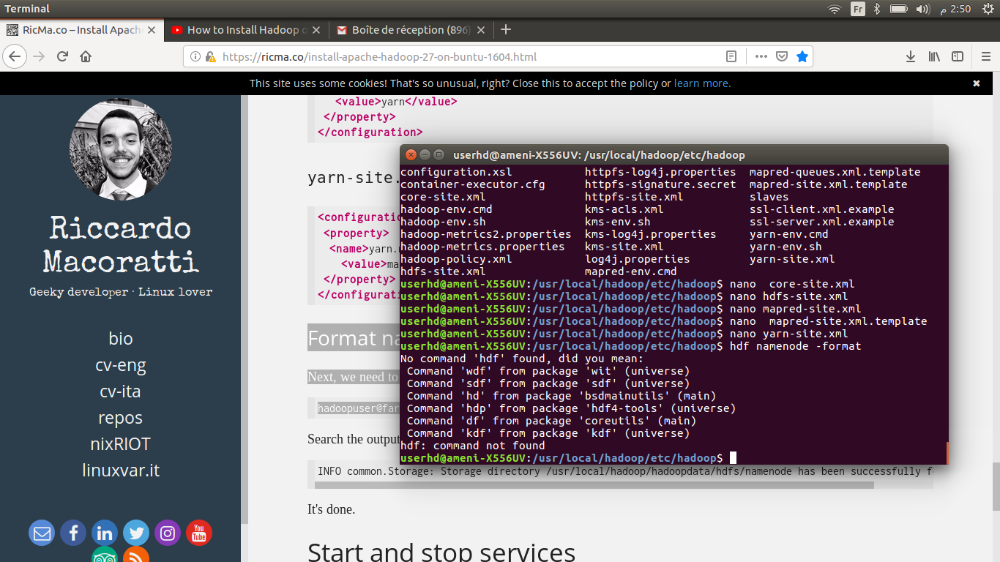 Terminal
Fr
2:50 م
RicMa.co – Install Apach
How to Install Hadoop o
Boîte de réception (896)
https://ricma.co/install-apache-hadoop-27-on-buntu-1604.html
This site uses some cookies! That's so unusual, right? Close this to accept the policy or learn more.
Riccardo
Macoratti
Geeky developer · Linux lover
bio
cv-eng
cv-ita
repos
nixRIOT
linuxvar.it
You
Tube
<value>yarn</value>
</property>
</configuration>
yarn-site.
<configuratio
<property>
<name>yarn.
<value>ma
</property>
</configurat
Format na
Next, we need to
hadoopuser@far
Search the output
INFO common.Storage: Storage directory /usr/local/hadoop/hadoopdata/hdfs/namenode has been successfully f
It's done.
Start and stop services
userhd@ameni-X556UV: /usr/local/hadoop/etc/hadoop
configuration.xsl httpfs-log4j.properties mapred-queues.xml.template
container-executor.cfg httpfs-signature.secret mapred-site.xml.template
core-site.xml httpfs-site.xml slaves
hadoop-env.cmd kms-acls.xml ssl-client.xml.example
hadoop-env.sh kms-env.sh ssl-server.xml.example
hadoop-metrics2.properties kms-log4j.properties yarn-env.cmd
hadoop-metrics.properties kms-site.xml yarn-env.sh
hadoop-policy.xml log4j.properties yarn-site.xml
hdfs-site.xml mapred-env.cmd
userhd@ameni-X556UV:/usr/local/hadoop/etc/hadoop$ nano  core-site.xml
userhd@ameni-X556UV:/usr/local/hadoop/etc/hadoop$ nano hdfs-site.xml
userhd@ameni-X556UV:/usr/local/hadoop/etc/hadoop$ nano mapred-site.xml
userhd@ameni-X556UV:/usr/local/hadoop/etc/hadoop$ nano  mapred-site.xml.template
userhd@ameni-X556UV:/usr/local/hadoop/etc/hadoop$ nano yarn-site.xml
userhd@ameni-X556UV:/usr/local/hadoop/etc/hadoop$ hdf namenode -format
No command 'hdf' found, did you mean:
Command 'wdf' from package 'wit' (universe)
Command 'sdf' from package 'sdf' (universe)
Command 'hd' from package 'bsdmainutils' (main)
Command 'hdp' from package 'hdf4-tools' (universe)
Command 'df' from package 'coreutils' (main)
Command 'kdf' from package 'kdf' (universe)
hdf: command not found
userhd@ameni-X556UV:/usr/local/hadoop/etc/hadoop$